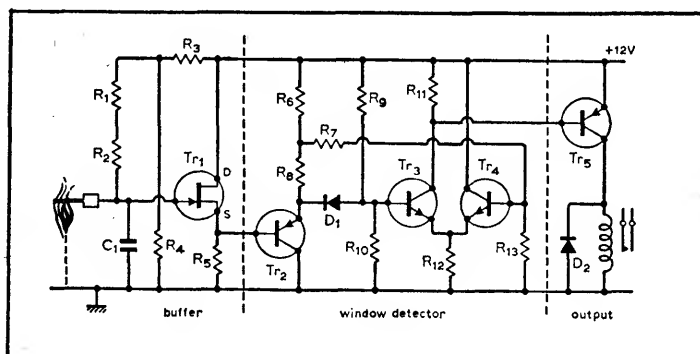 +12V
R₃
R₁
R₂
Tr₁
D
S
C₁
R₄
R₅
Tr₂
R₆
R₇
R₈
R₉
D₁
R₁₀
R₁₁
Tr₃
Tr₄
R₁₂
R₁₃
Tr₅
D₂
buffer
window detector
output